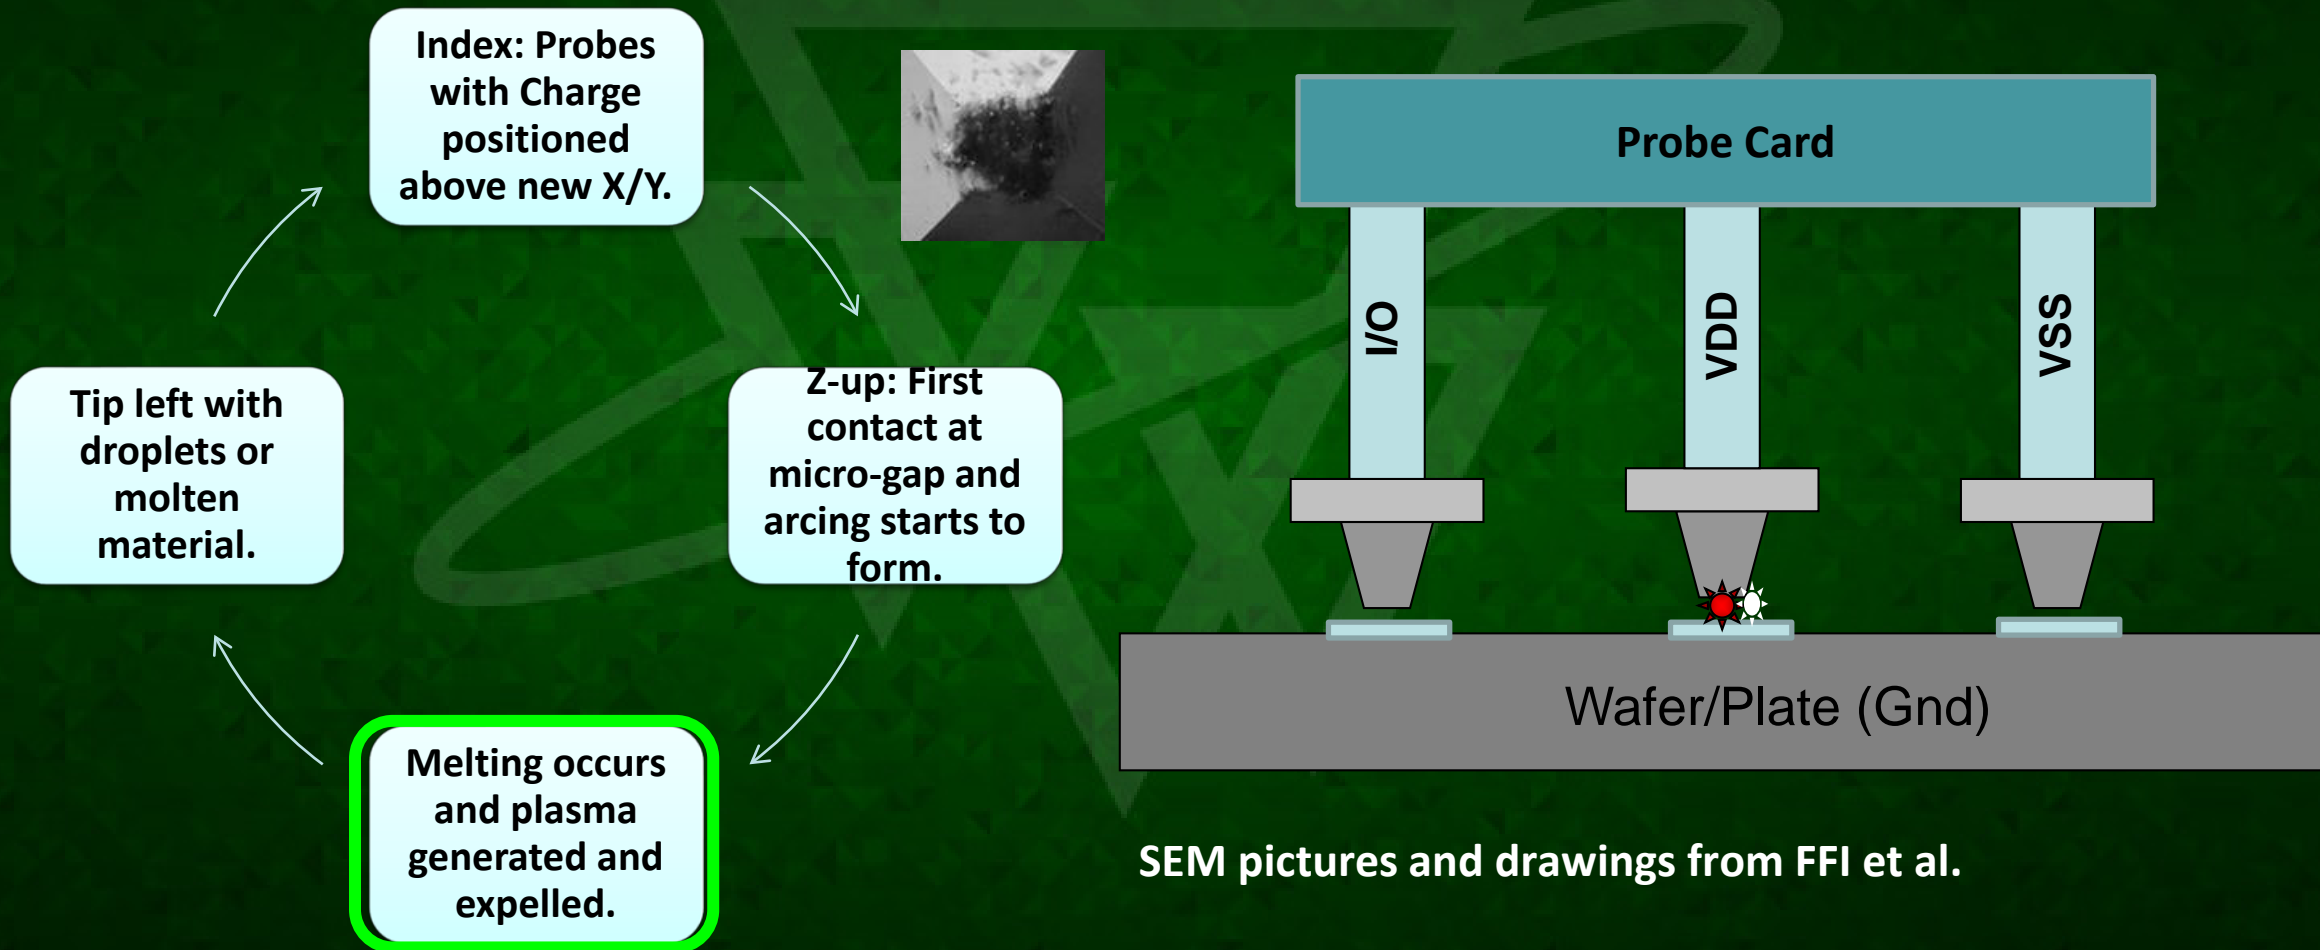 Index: Probes
with Charge
positioned
above new X/Y.
Z-up: First
contact at
micro-gap and
arcing starts to
form.
Melting occurs
and plasma
generated and
expelled.
Tip left with
droplets or
molten
material.
Probe Card
I/O
VDD
VSS
Wafer/Plate (Gnd)
SEM pictures and drawings from FFI et al.